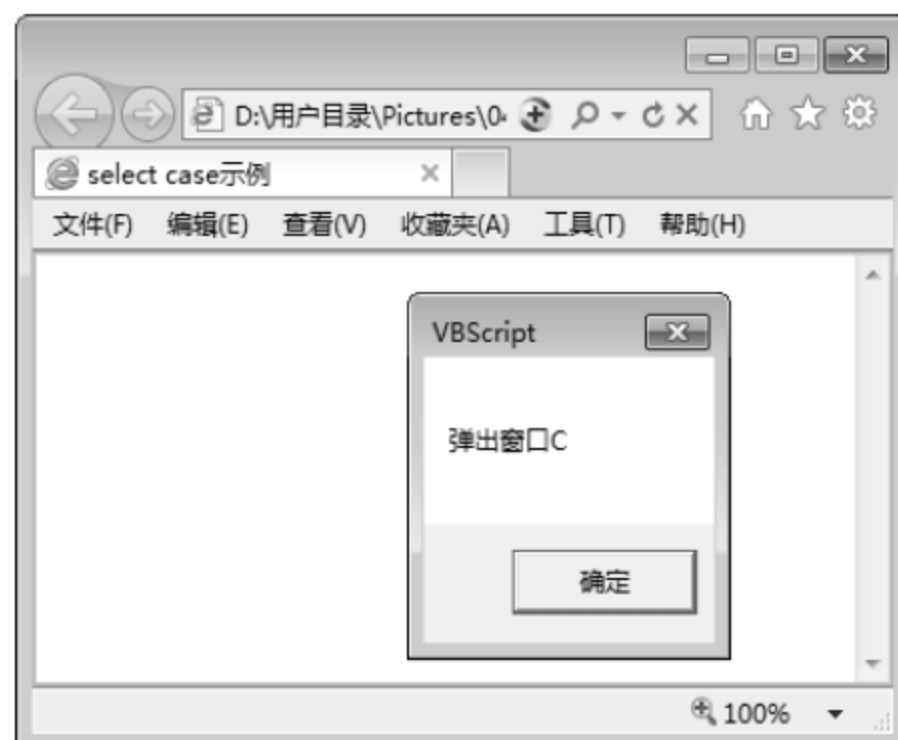 D:\用户目录\Pictures\0
select case示例
文件(F) 编辑(E) 查看(V) 收藏夹(A) 工具(T) 帮助(H)
VBScript
弹出窗口C
确定
100%